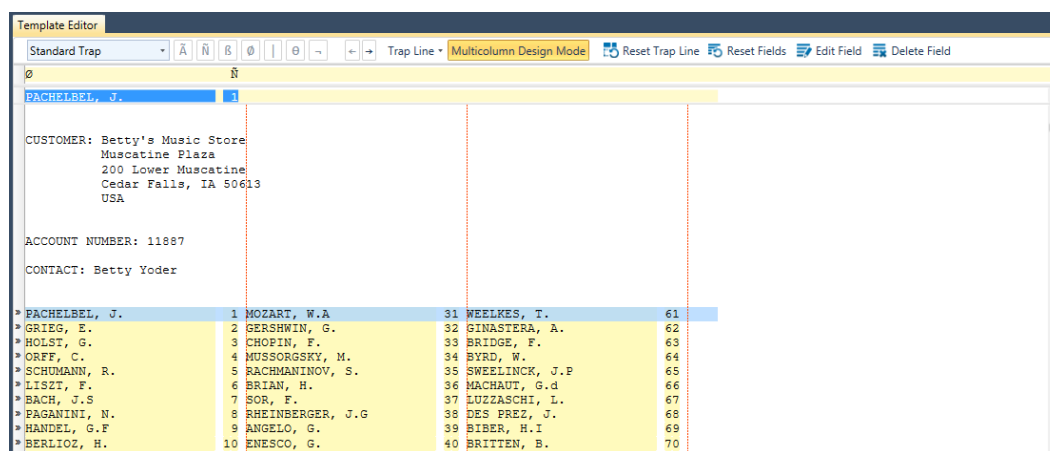 Template Editor
Standard Trap Ã Ñ ß Ø | θ ¬ ← → Trap Line Multicolumn Design Mode Reset Trap Line Reset Fields Edit Field Delete Field
Ø Ñ
PACHELBEL, J. 1
CUSTOMER: Betty's Music Store
Muscatine Plaza
200 Lower Muscatine
Cedar Falls, IA 50613
USA
ACCOUNT NUMBER: 11887
CONTACT: Betty Yoder
» PACHELBEL, J. 1 MOZART, W.A 31 WEELKES, T. 61
» GRIEG, E. 2 GERSHWIN, G. 32 GINASTERA, A. 62
» HOLST, G. 3 CHOPIN, F. 33 BRIDGE, F. 63
» ORFF, C. 4 MUSSORGSKY, M. 34 BYRD, W. 64
» SCHUMANN, R. 5 RACHMANINOV, S. 35 SWEELINCK, J.P 65
» LISZT, F. 6 BRIAN, H. 36 MACHAUT, G.d 66
» BACH, J.S 7 SOR, F. 37 LUZZASCHI, L. 67
» PAGANINI, N. 8 RHEINBERGER, J.G 38 DES PREZ, J. 68
» HANDEL, G.F 9 ANGELO, G. 39 BIBER, H.I 69
» BERLIOZ, H. 10 ENESCO, G. 40 BRITTEN, B. 70